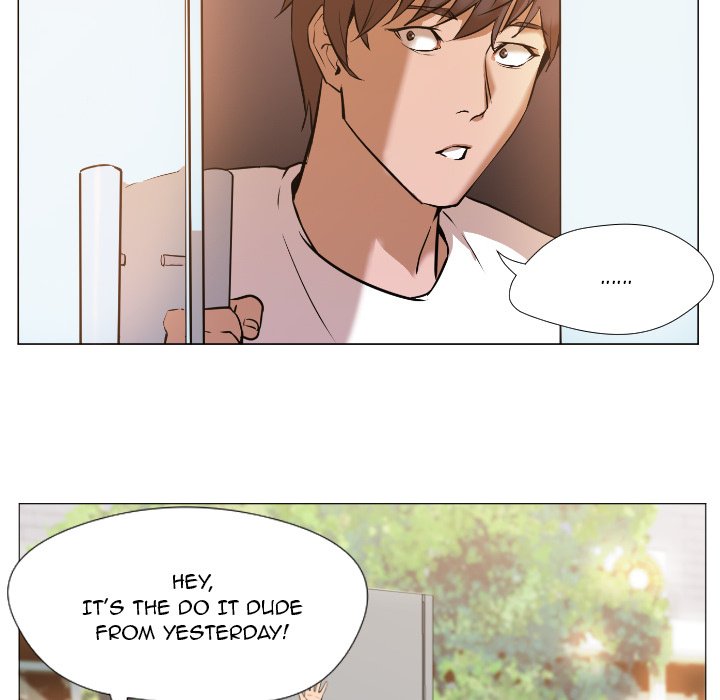 ......
HEY,
IT'S THE DO IT DUDE
FROM YESTERDAY!